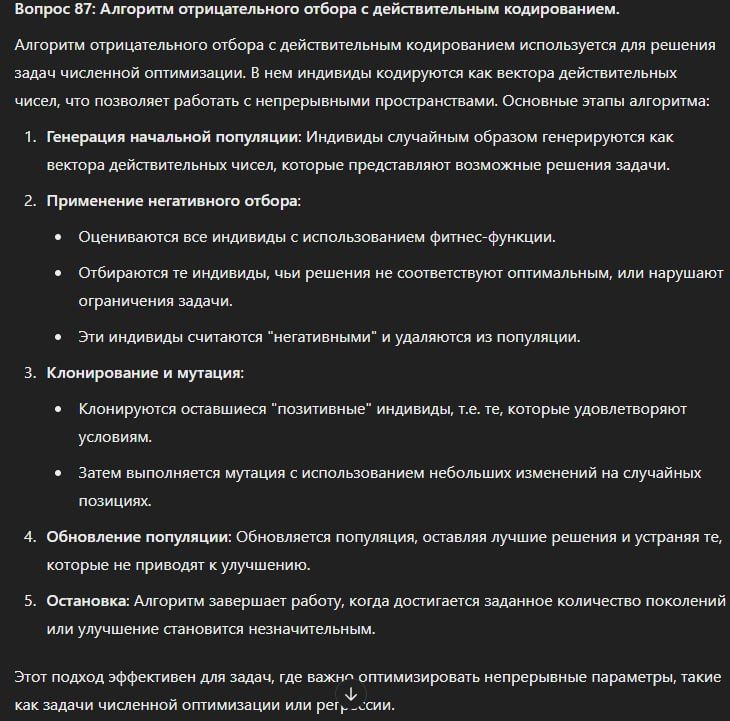 Вопрос 87: Алгоритм отрицательного отбора с действительным кодированием.
Алгоритм отрицательного отбора с действительным кодированием используется для решения
задач численной оптимизации. В нем индивиды кодируются как вектора действительных
чисел, что позволяет работать с непрерывными пространствами. Основные этапы алгоритма:
1. Генерация начальной популяции: Индивиды случайным образом генерируются как
вектора действительных чисел, которые представляют возможные решения задачи.
2. Применение негативного отбора:
• Оцениваются все индивиды с использованием фитнес-функции.
• Отбираются те индивиды, чьи решения не соответствуют оптимальным, или нарушают
ограничения задачи.
• Эти индивиды считаются "негативными" и удаляются из популяции.
3. Клонирование и мутация:
• Клонируются оставшиеся "позитивные" индивиды, т.е. те, которые удовлетворяют
условиям.
• Затем выполняется мутация с использованием небольших изменений на случайных
позициях.
4. Обновление популяции: Обновляется популяция, оставляя лучшие решения и устраняя те,
которые не приводят к улучшению.
5. Остановка: Алгоритм завершает работу, когда достигается заданное количество поколений
или улучшение становится незначительным.
Этот подход эффективен для задач, где важно оптимизировать непрерывные параметры, такие
как задачи численной оптимизации или регрессии.